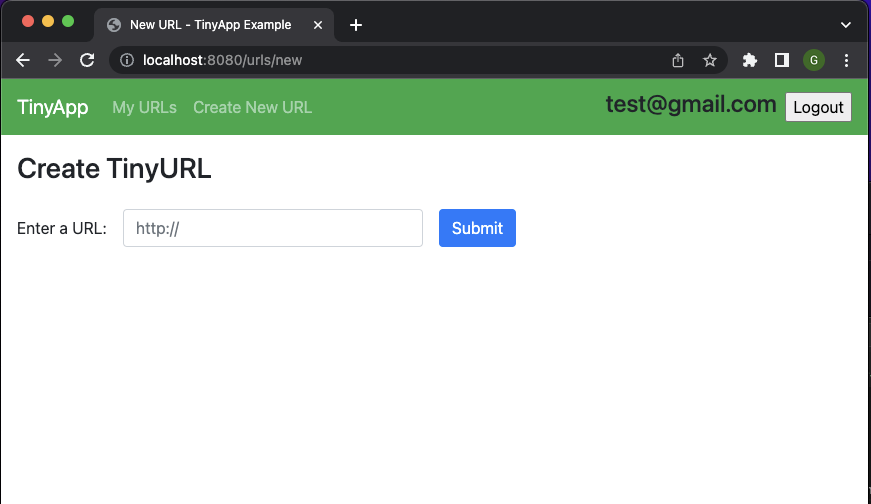 New URL - TinyApp Example
localhost:8080/urls/new
G
TinyApp My URLs Create New URL test@gmail.com Logout
Create TinyURL
Enter a URL: http:// Submit